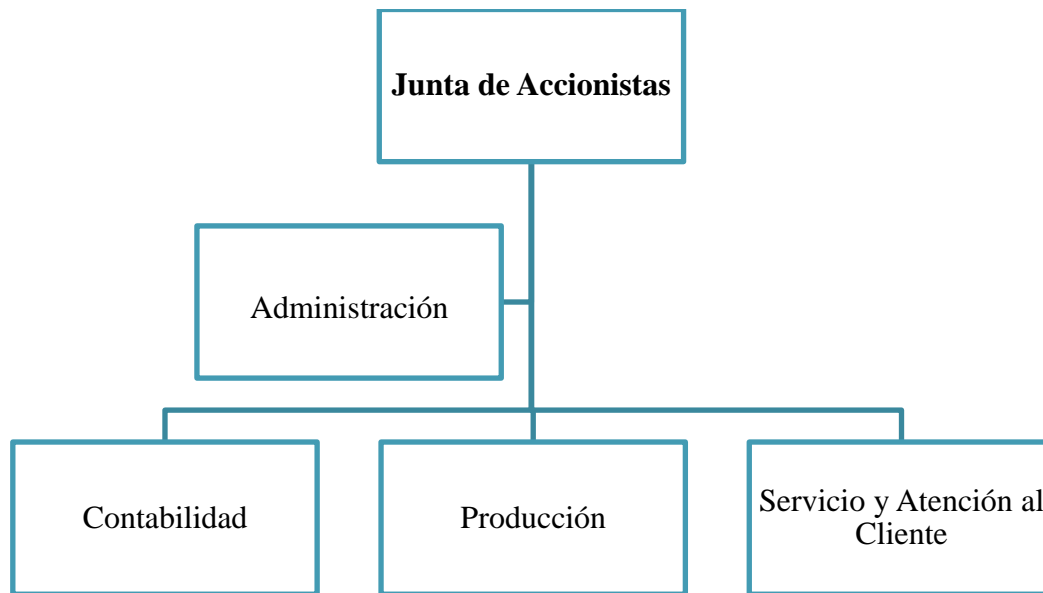 Junta de Accionistas
Administración
Contabilidad
Producción
Servicio y Atención al
Cliente